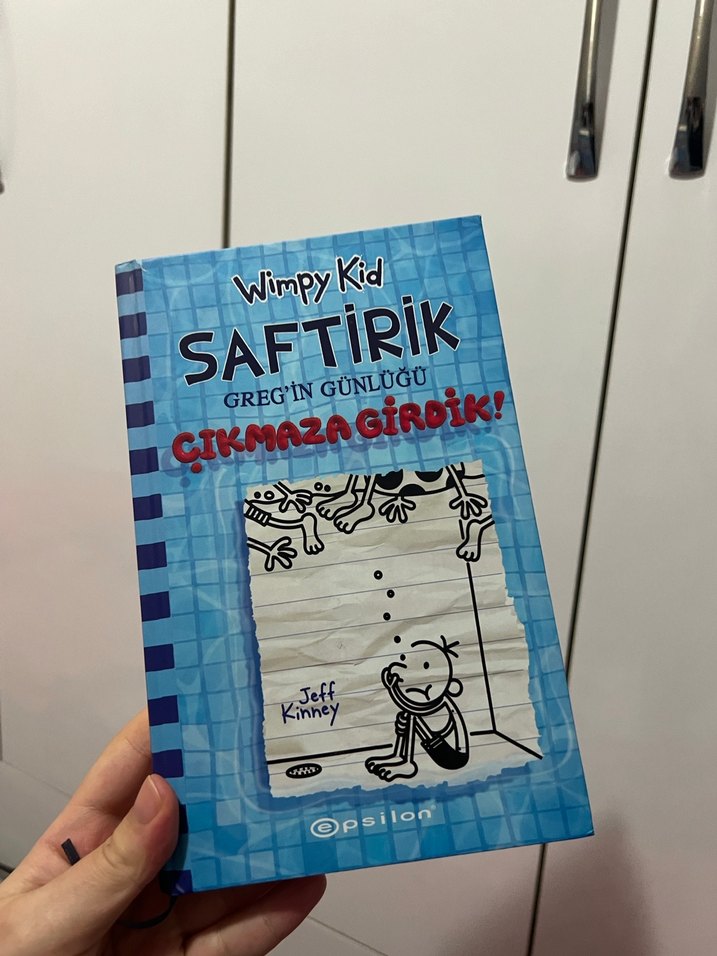 Wimpy Kid
SAFTİRİK
GREG'İN GÜNLÜĞÜ
ÇIKMAZA GİRDİK!
Jeff
Kinney
epsilon